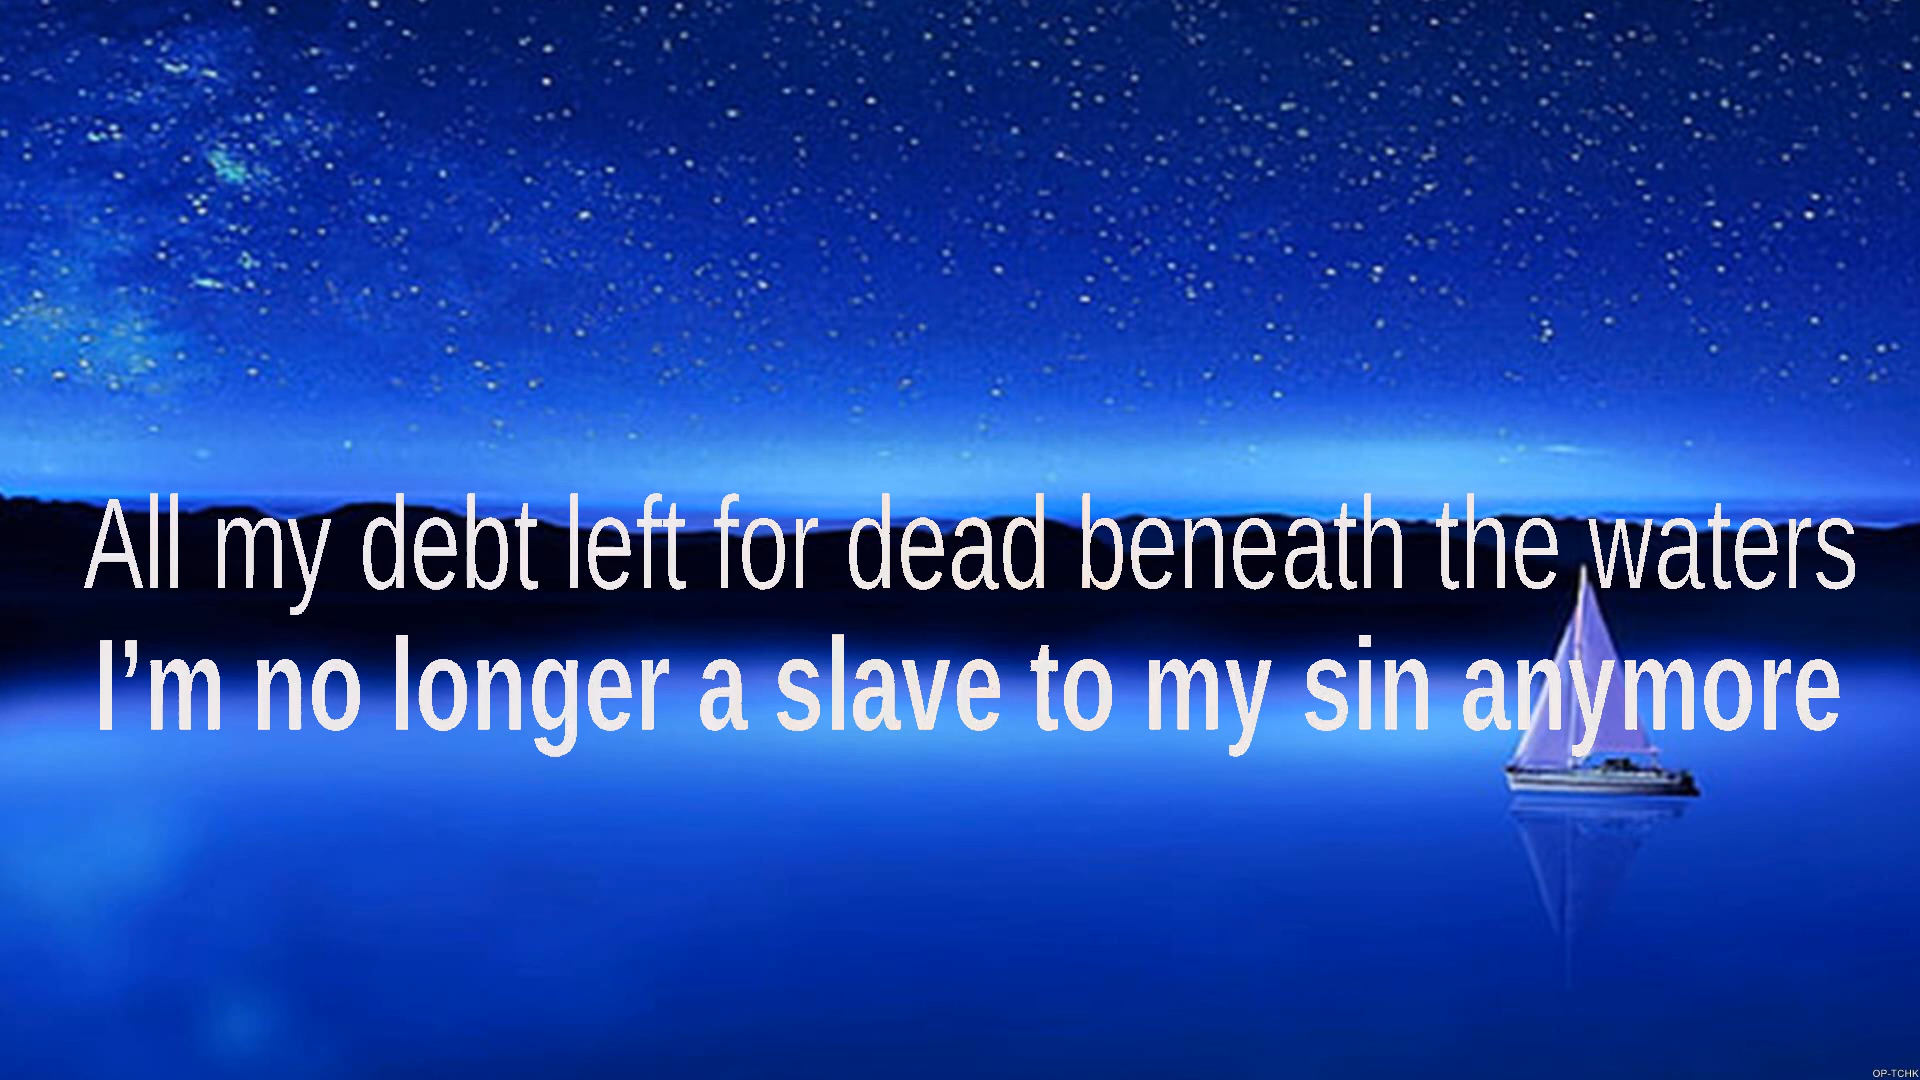 All my debt left for dead beneath the waters
I’m no longer a slave to my sin anymore
OP-TCHK